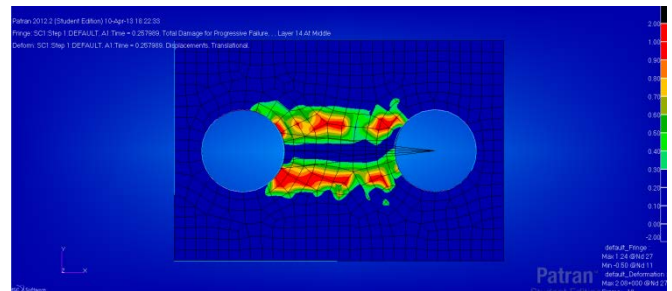 Patran 2012.2 (Student Edition) 10-Apr-13 18:22:33
Fringe: SC1:Step 1:DEFAULT, A1:Time = 0.257989, Total Damage for Progressive Failure, . . Layer 14 At Middle
Deform: SC1:Step 1:DEFAULT, A1:Time = 0.257989, Displacements, Translational,
2.00
1.00
0.90
0.80
0.70
0.60
0.50
0.40
0.30
0.20
0.10
0.00
-2.00
Y
Z X
default_Fringe :
Max 1.24 @Nd 27
Min -0.50 @Nd 11
default_Deformation :
Max 2.08+000 @Nd 27
Patran
Student Edition